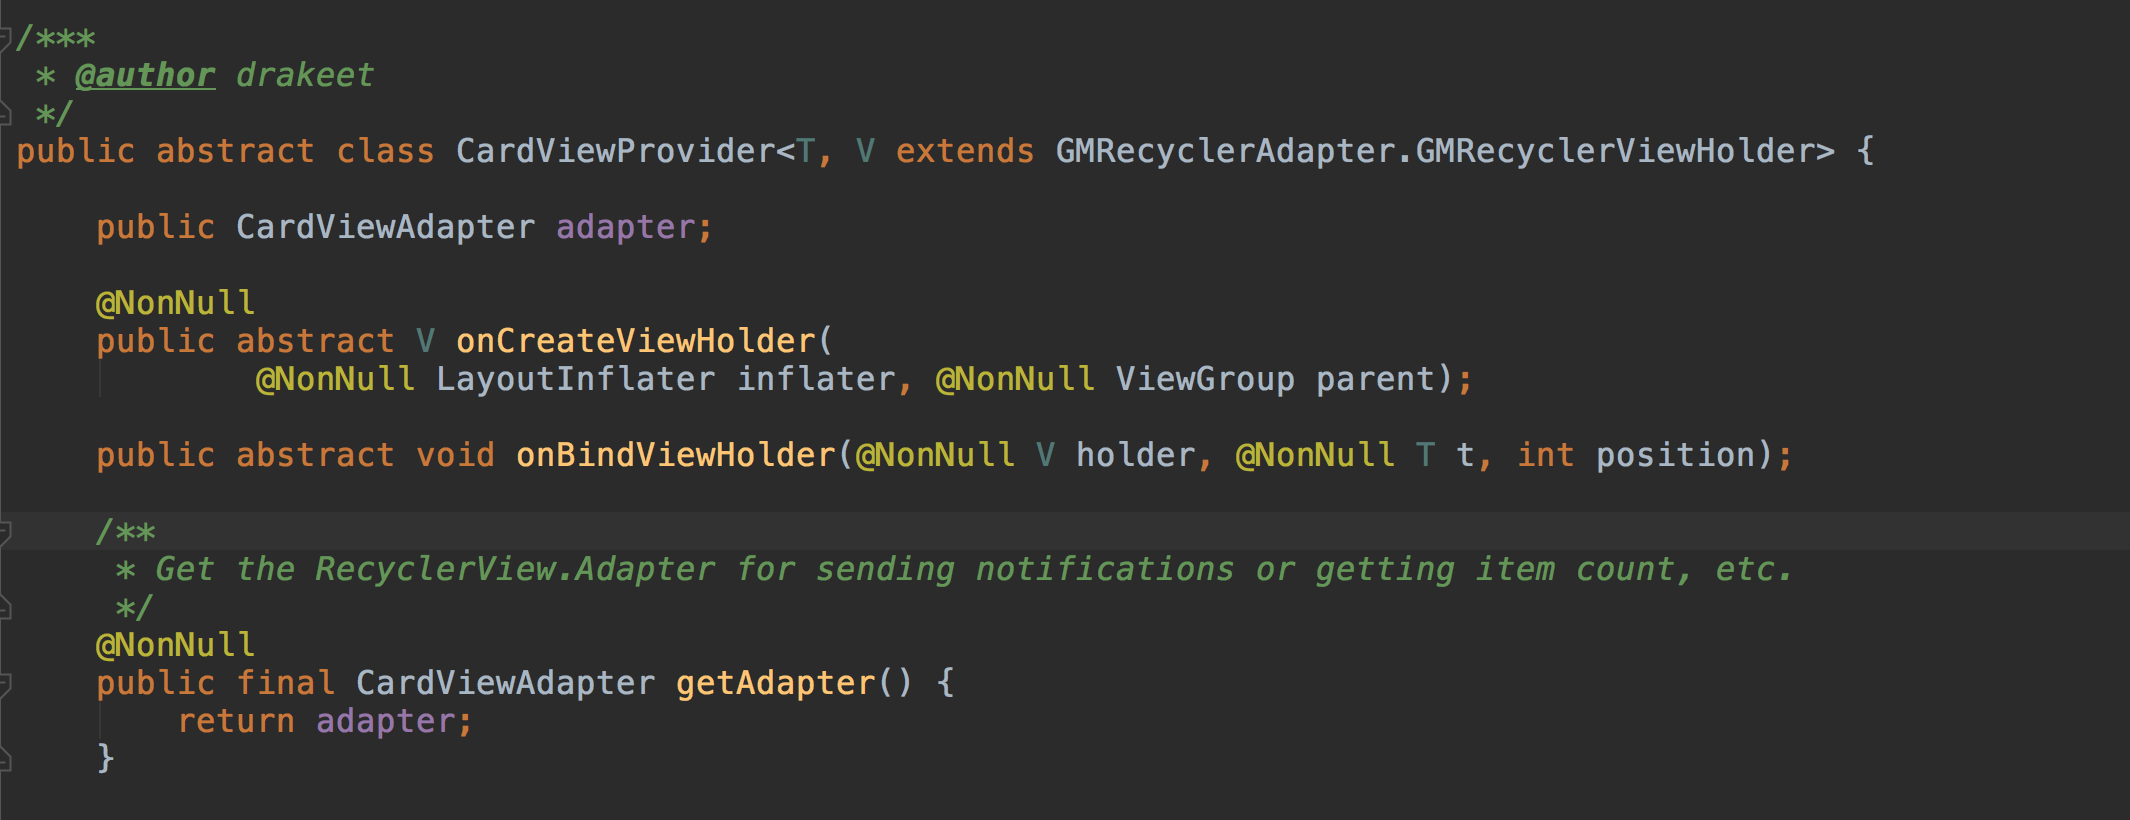 /***
 * @author drakeet
 */
public abstract class CardViewProvider<T, V extends GMRecyclerAdapter.GMRecyclerViewHolder> {
    public CardViewAdapter adapter;
    @NonNull
    public abstract V onCreateViewHolder(
            @NonNull LayoutInflater inflater, @NonNull ViewGroup parent);
    public abstract void onBindViewHolder(@NonNull V holder, @NonNull T t, int position);
    /**
     * Get the RecyclerView.Adapter for sending notifications or getting item count, etc.
     */
    @NonNull
    public final CardViewAdapter getAdapter() {
        return adapter;
    }